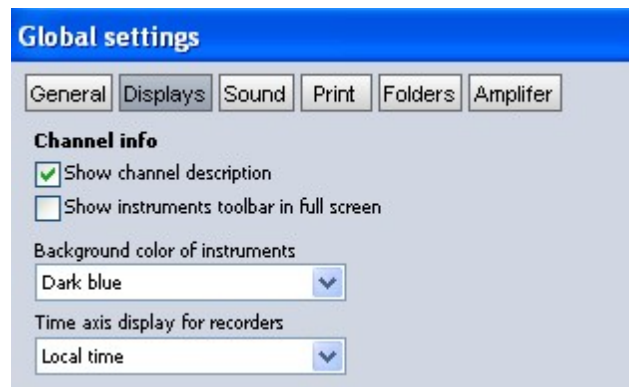 Global settings
General Displays Sound Print Folders Amplifer
Channel info
Show channel description
Show instruments toolbar in full screen
Background color of instruments
Dark blue
Time axis display for recorders
Local time